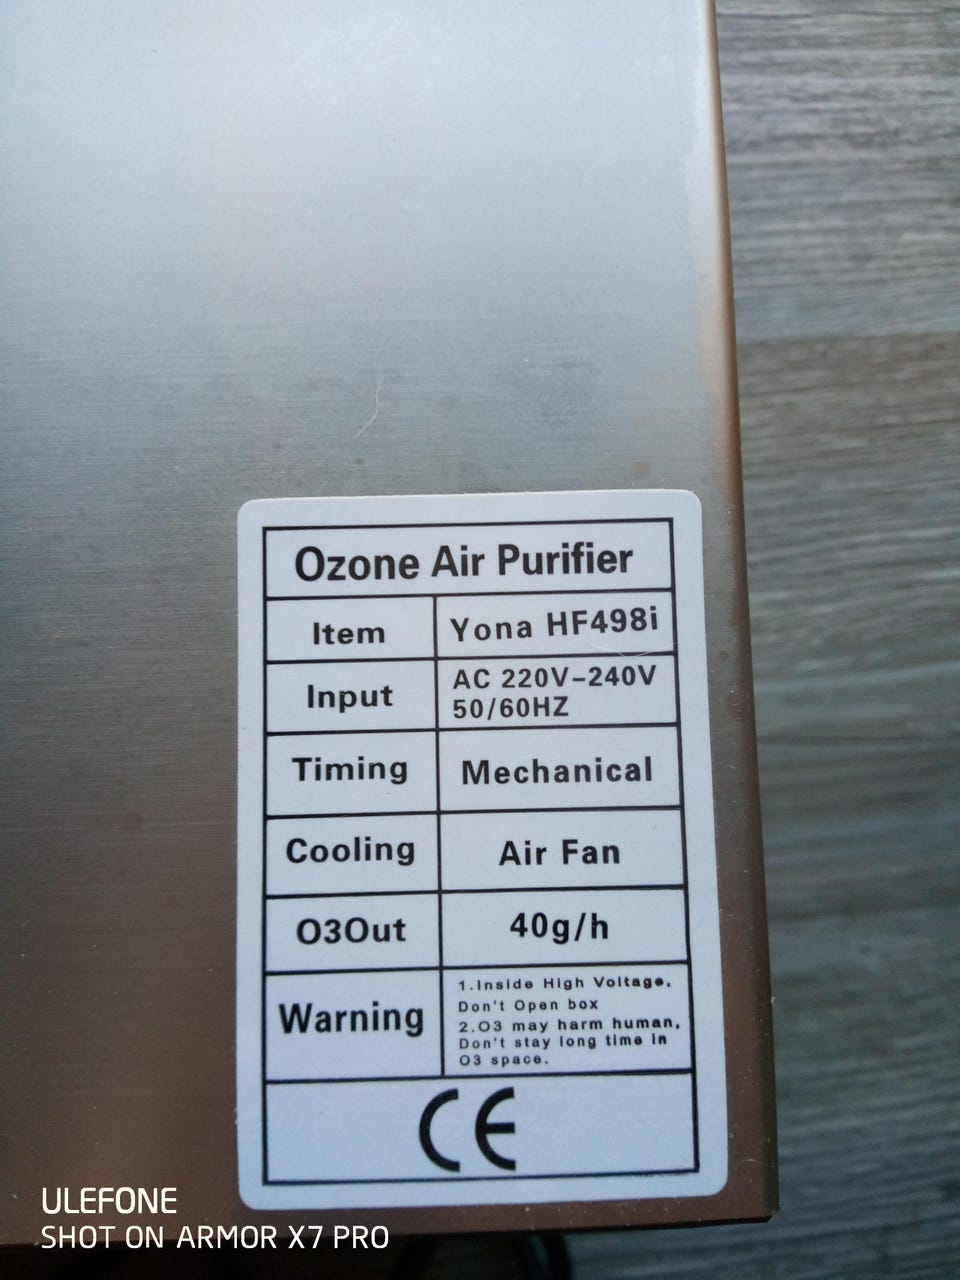 Ozone Air Purifier
Item Yona HF498i
Input AC 220V-240V
50/60HZ
Timing Mechanical
Cooling Air Fan
O3Out 40g/h
Warning
1.Inside High Voltage,
Don't Open box
2.O3 may harm human,
Don't stay long time in
O3 space.
CE
ULEFONE
SHOT ON ARMOR X7 PRO